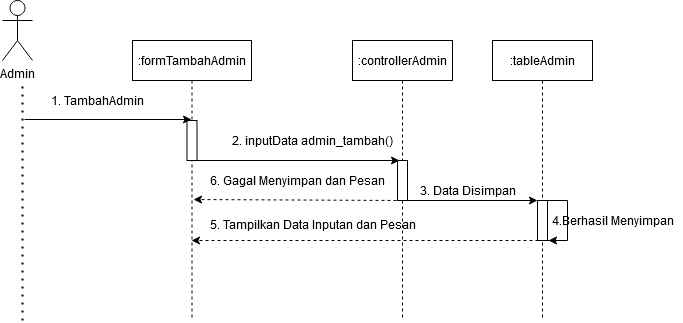 :formTambahAdmin
:controllerAdmin
:tableAdmin
Admin
1. TambahAdmin
2. inputData admin_tambah()
6. Gagal Menyimpan dan Pesan
3. Data Disimpan
4.Berhasil Menyimpan
5. Tampilkan Data Inputan dan Pesan